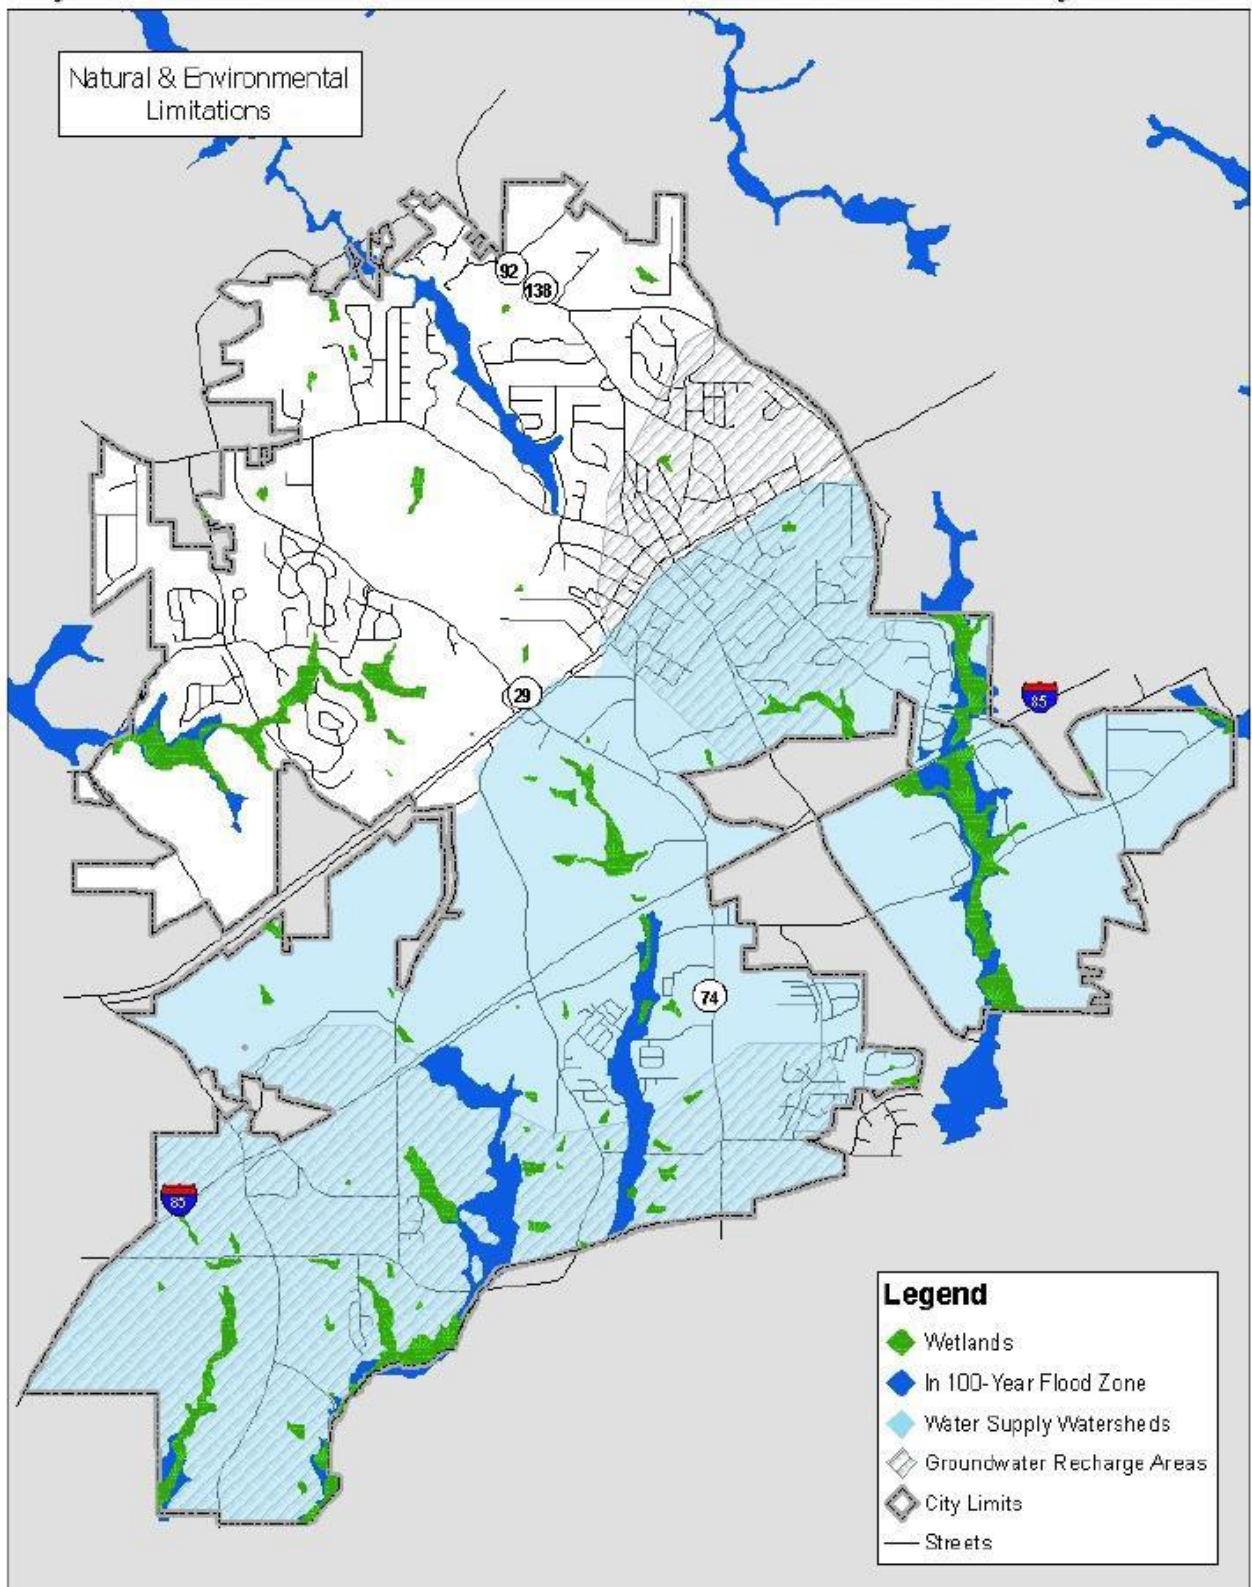 Natural & Environmental
Limitations
92
138
29
85
74
85
Legend
Wetlands
In 100-Year Flood Zone
Water Supply Watersheds
Groundwater Recharge Areas
City Limits
Streets